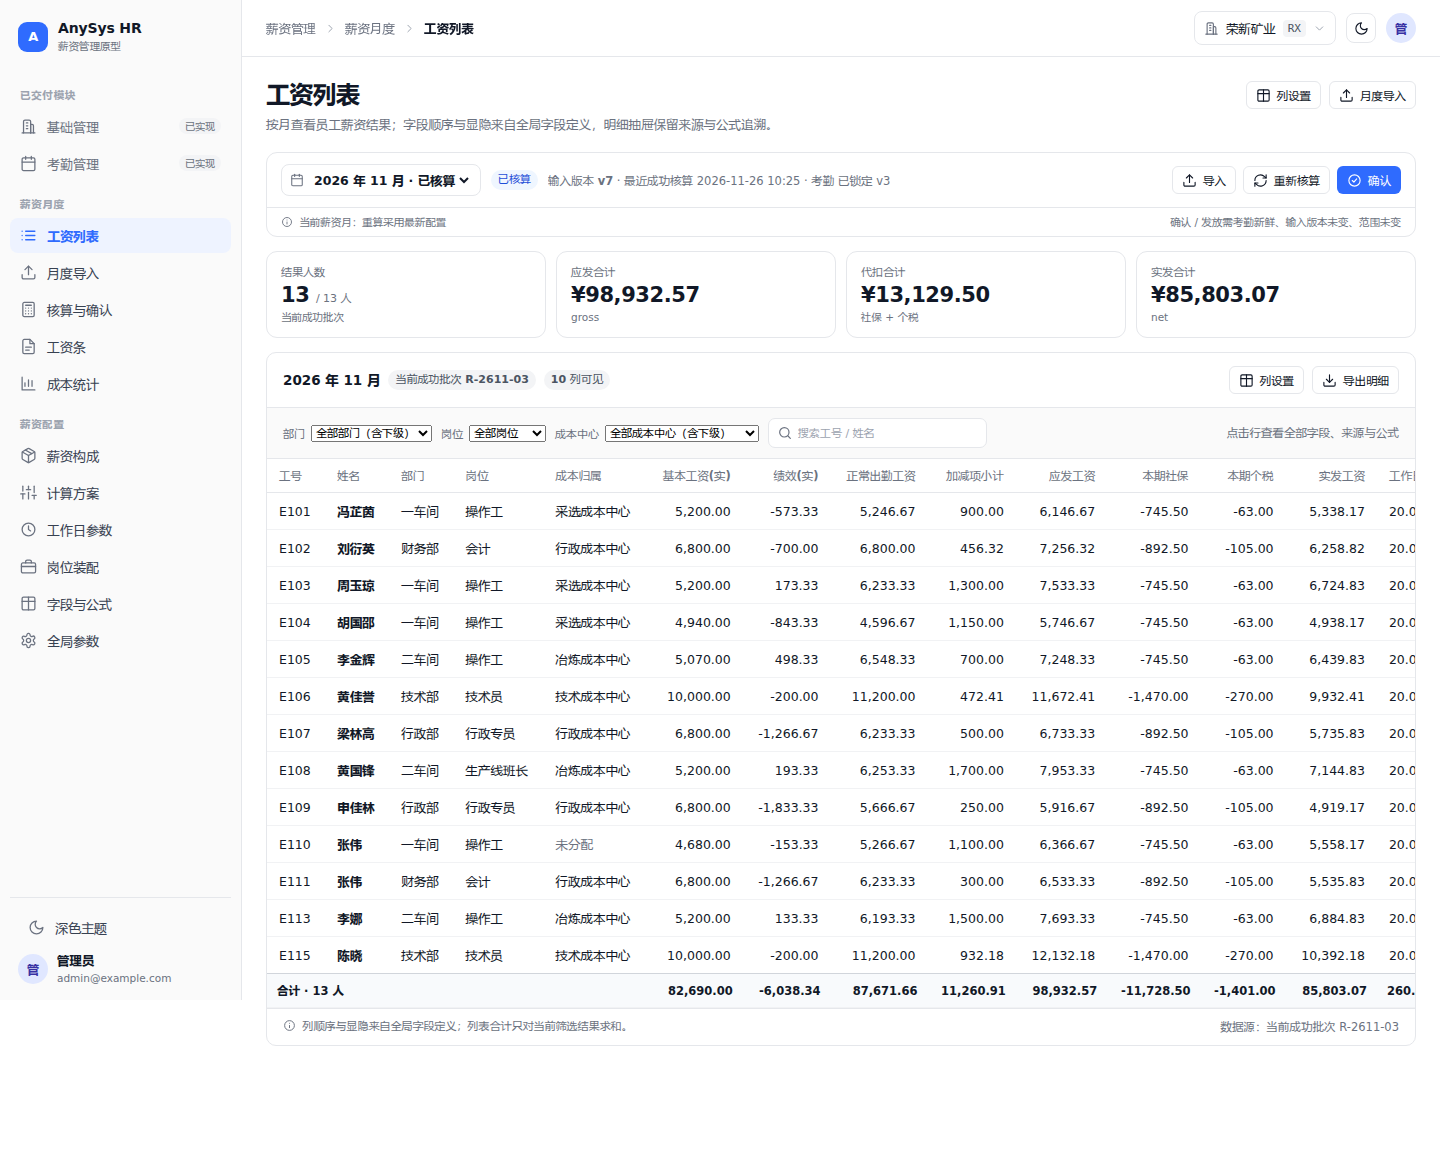 A
AnySys HR
薪资管理原型
已交付模块
基础管理 已实现
考勤管理 已实现
薪资月度
工资列表
月度导入
核算与确认
工资条
成本统计
薪资配置
薪资构成
计算方案
工作日参数
岗位装配
字段与公式
全局参数
深色主题
管 管理员
admin@example.com
薪资管理 薪资月度 工资列表
荣新矿业 RX 管
工资列表
列设置 月度导入
按月查看员工薪资结果；字段顺序与显隐来自全局字段定义，明细抽屉保留来源与公式追溯。
2026 年 11 月 · 已核算 已核算 输入版本 v7 · 最近成功核算 2026-11-26 10:25 · 考勤 已锁定 v3 导入 重新核算 确认
当前薪资月：重算采用最新配置 确认 / 发放需考勤新鲜、输入版本未变、范围未变
结果人数 应发合计 代扣合计 实发合计
13 / 13 人 ¥98,932.57 ¥13,129.50 ¥85,803.07
当前成功批次 gross 社保 + 个税 net
2026 年 11 月 当前成功批次 R-2611-03 10 列可见 列设置 导出明细
部门 全部部门（含下级） 岗位 全部岗位 成本中心 全部成本中心（含下级） 搜索工号 / 姓名 点击行查看全部字段、来源与公式
工号 姓名 部门 岗位 成本归属 基本工资(实) 绩效(实) 正常出勤工资 加减项小计 应发工资 本期社保 本期个税 实发工资 工作
E101 冯芷茵 一车间 操作工 采选成本中心 5,200.00 -573.33 5,246.67 900.00 6,146.67 -745.50 -63.00 5,338.17 20.0
E102 刘衍英 财务部 会计 行政成本中心 6,800.00 -700.00 6,800.00 456.32 7,256.32 -892.50 -105.00 6,258.82 20.0
E103 周玉琼 一车间 操作工 采选成本中心 5,200.00 173.33 6,233.33 1,300.00 7,533.33 -745.50 -63.00 6,724.83 20.0
E104 胡国邵 一车间 操作工 采选成本中心 4,940.00 -843.33 4,596.67 1,150.00 5,746.67 -745.50 -63.00 4,938.17 20.0
E105 李金辉 二车间 操作工 冶炼成本中心 5,070.00 498.33 6,548.33 700.00 7,248.33 -745.50 -63.00 6,439.83 20.0
E106 黄佳誉 技术部 技术员 技术成本中心 10,000.00 -200.00 11,200.00 472.41 11,672.41 -1,470.00 -270.00 9,932.41 20.0
E107 梁林高 行政部 行政专员 行政成本中心 6,800.00 -1,266.67 6,233.33 500.00 6,733.33 -892.50 -105.00 5,735.83 20.0
E108 黄国锋 二车间 生产线班长 冶炼成本中心 5,200.00 193.33 6,253.33 1,700.00 7,953.33 -745.50 -63.00 7,144.83 20.0
E109 申佳林 行政部 行政专员 行政成本中心 6,800.00 -1,833.33 5,666.67 250.00 5,916.67 -892.50 -105.00 4,919.17 20.0
E110 张伟 一车间 操作工 未分配 4,680.00 -153.33 5,266.67 1,100.00 6,366.67 -745.50 -63.00 5,558.17 20.0
E111 张伟 财务部 会计 行政成本中心 6,800.00 -1,266.67 6,233.33 300.00 6,533.33 -892.50 -105.00 5,535.83 20.0
E113 李娜 二车间 操作工 冶炼成本中心 5,200.00 133.33 6,193.33 1,500.00 7,693.33 -745.50 -63.00 6,884.83 20.0
E115 陈晓 技术部 技术员 技术成本中心 10,000.00 -200.00 11,200.00 932.18 12,132.18 -1,470.00 -270.00 10,392.18 20.0
合计 · 13 人 82,690.00 -6,038.34 87,671.66 11,260.91 98,932.57 -11,728.50 -1,401.00 85,803.07 260.
列顺序与显隐来自全局字段定义；列表合计只对当前筛选结果求和。 数据源：当前成功批次 R-2611-03